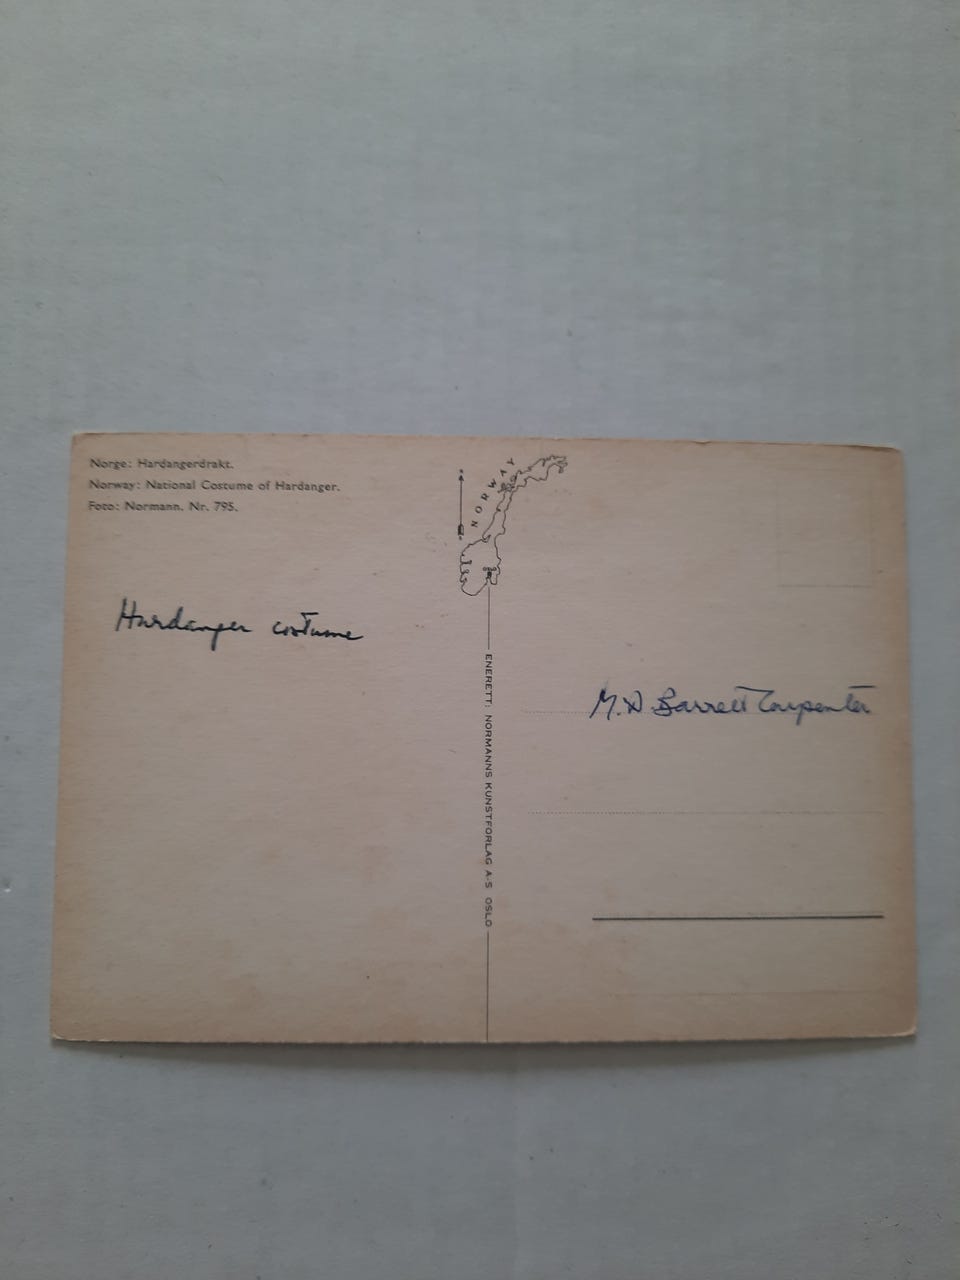 Norge: Hardangerdrakt.
Norway: National Costume of Hardanger.
Foto: Normann. Nr. 795.
NORWAY
Hardanger costume
ENERETT: NORMANNS KUNSTFORLAG A-S OSLO
Barrett Carpenter